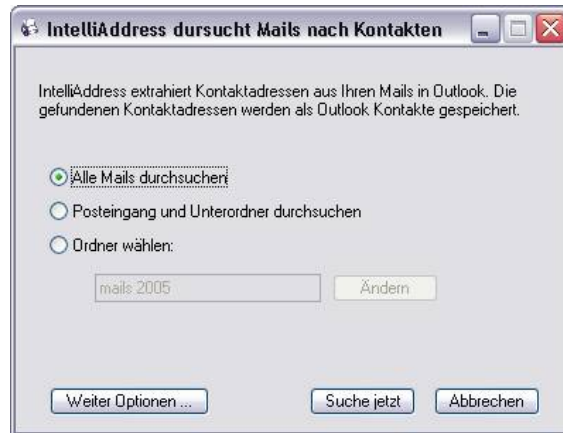 IntelliAddress dursucht Mails nach Kontakten
IntelliAddress extrahiert Kontaktadressen aus Ihren Mails in Outlook. Die
gefundenen Kontaktadressen werden als Outlook Kontakte gespeichert.
Alle Mails durchsuchen
Posteingang und Unterordner durchsuchen
Ordner wählen:
mails 2005 Ändern
Weiter Optionen ... Suche jetzt Abbrechen